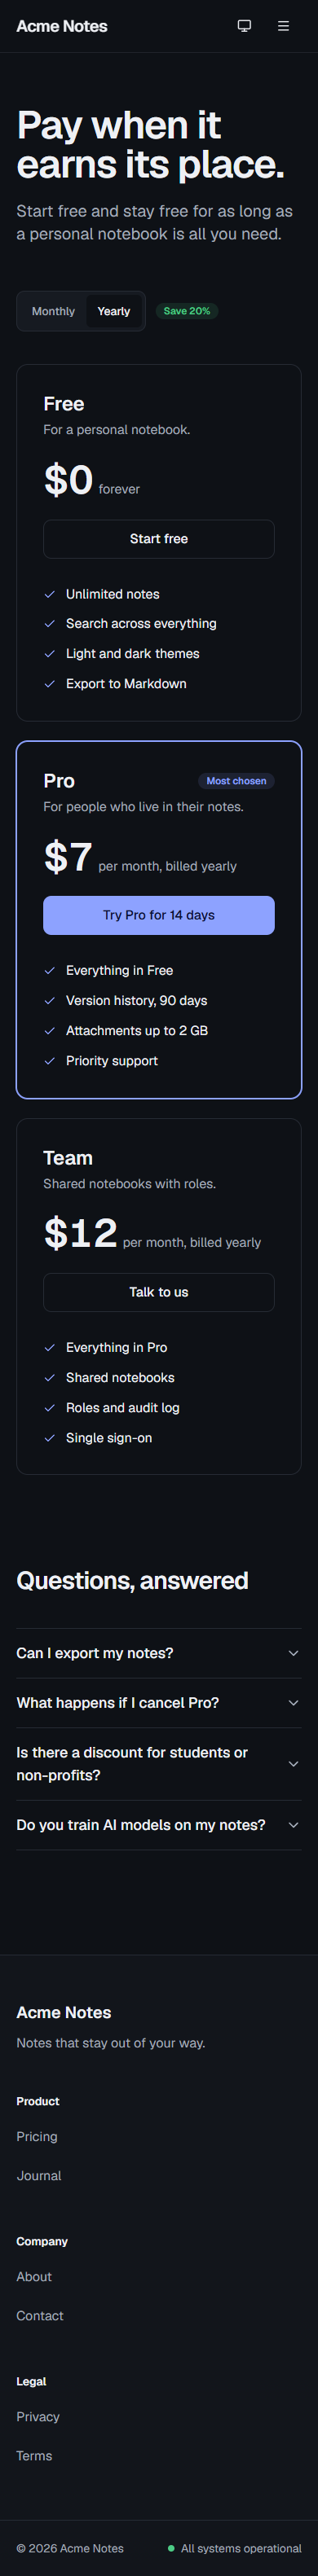 Acme Notes
Pay when it
earns its place.
Start free and stay free for as long as
a personal notebook is all you need.
Monthly Yearly Save 20%
Free
For a personal notebook.
$0 forever
Start free
Unlimited notes
Search across everything
Light and dark themes
Export to Markdown
Pro Most chosen
For people who live in their notes.
$7 per month, billed yearly
Try Pro for 14 days
Everything in Free
Version history, 90 days
Attachments up to 2 GB
Priority support
Team
Shared notebooks with roles.
$12 per month, billed yearly
Talk to us
Everything in Pro
Shared notebooks
Roles and audit log
Single sign-on
Questions, answered
Can I export my notes?
What happens if I cancel Pro?
Is there a discount for students or
non-profits?
Do you train AI models on my notes?
Acme Notes
Notes that stay out of your way.
Product
Pricing
Journal
Company
About
Contact
Legal
Privacy
Terms
© 2026 Acme Notes All systems operational